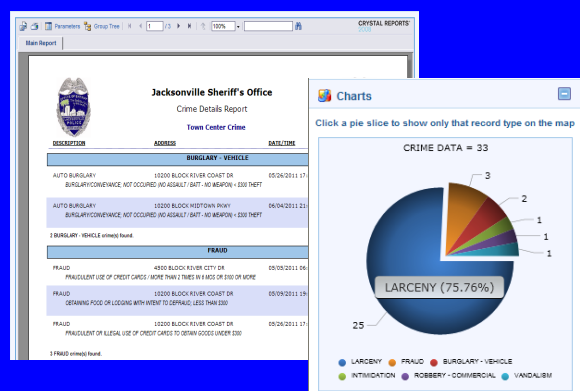 Parameters Group Tree 1 /3 100%
CRYSTAL REPORTS
2008
Main Report
Jacksonville Sheriff's Office
Crime Details Report
Town Center Crime
DESCRIPTION ADDRESS DATE/TIME
BURGLARY - VEHICLE
AUTO BURGLARY 10200 BLOCK RIVER COAST DR 05/26/2011 17:
BURGLARY/CONVEYANCE, NOT OCCUPIED (NO ASSAULT / BATT - NO WEAPON) < $300 THEFT
AUTO BURGLARY 10200 BLOCK MIDTOWN PKWY 06/04/2011 21:
BURGLARY/CONVEYANCE, NOT OCCUPIED (NO ASSAULT / BATT - NO WEAPON) < $300 THEFT
2 BURGLARY - VEHICLE crime(s) found.
FRAUD
FRAUD 4900 BLOCK RIVER CITY DR 05/05/2011 06:
FRAUDULENT USE OF CREDIT CARDS / MORE THAN 2 TIMES IN 6 MOS OR $100 OR MORE
FRAUD 10200 BLOCK RIVER COAST DR 05/09/2011 19:
OBTAINING FOOD OR LODGING WITH INTENT TO DEFRAUD; LESS THAN $300
FRAUD 10200 BLOCK RIVER COAST DR 05/26/2011 17:
FRAUDULENT OR ILLEGAL USE OF CREDIT CARDS TO OBTAIN GOODS UNDER $300
3 FRAUD crime(s) found.
Charts
Click a pie slice to show only that record type on the map
CRIME DATA = 33
3
2
1
1
1
LARCENY (75.76%)
25
LARCENY FRAUD BURGLARY - VEHICLE
INTIMIDATION ROBBERY - COMMERCIAL VANDALISM